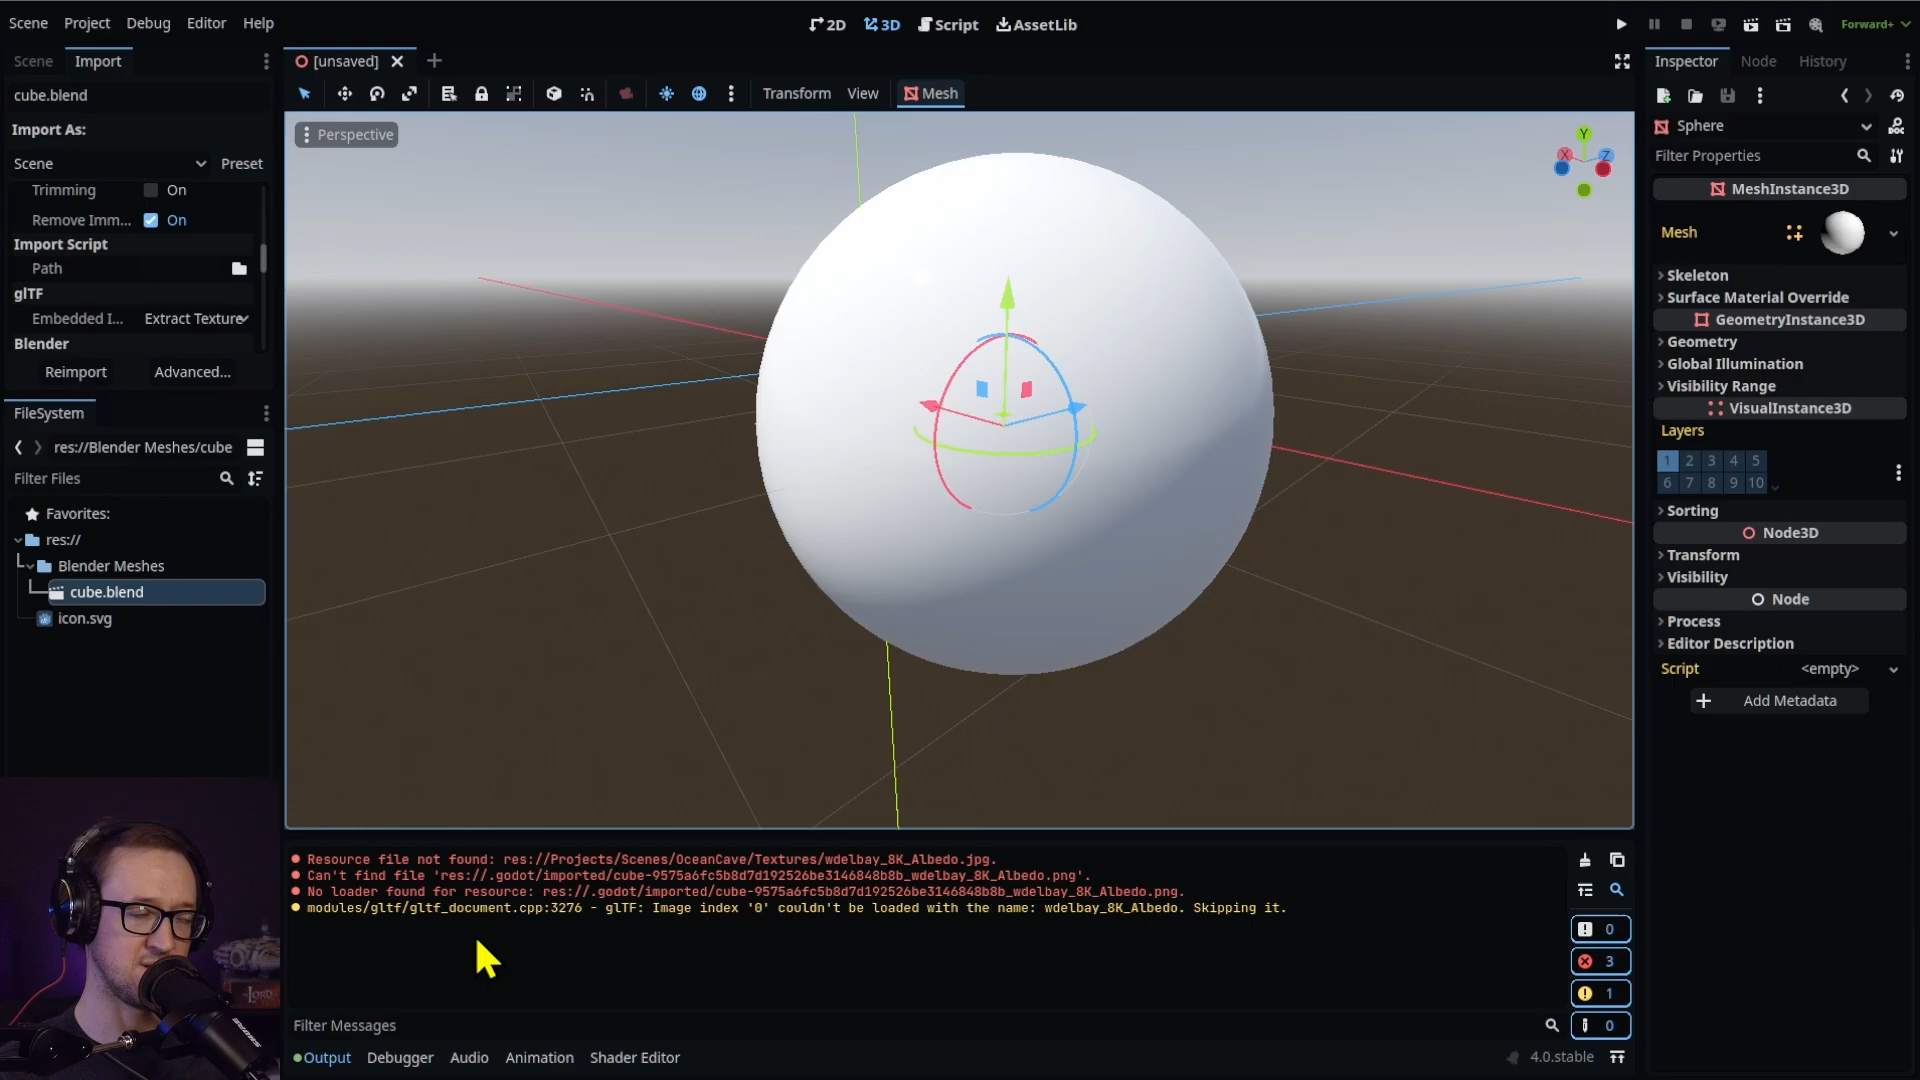 Scene Project Debug Editor Help
2D 3D Script AssetLib
Forward+
Scene Import
cube.blend
Import As:
Scene Preset
Trimming On
Remove Imm... On
Import Script
Path
glTF
Embedded I... Extract Texture
Blender
Reimport Advanced...
FileSystem
res://Blender Meshes/cube
Filter Files
Favorites:
res://
Blender Meshes
cube.blend
icon.svg
[unsaved]
Transform View Mesh
Perspective
Y
X Z
Resource file not found: res://Projects/Scenes/OceanCave/Textures/wdelbay_8K_Albedo.jpg.
Can't find file 'res://.godot/imported/cube-9575a6fc5b8d7d192526be3146848b8b_wdelbay_8K_Albedo.png'.
No loader found for resource: res://.godot/imported/cube-9575a6fc5b8d7d192526be3146848b8b_wdelbay_8K_Albedo.png.
modules/gltf/gltf_document.cpp:3276 - glTF: Image index '0' couldn't be loaded with the name: wdelbay_8K_Albedo. Skipping it.
0
3
1
0
Filter Messages
Output Debugger Audio Animation Shader Editor
4.0.stable
Inspector Node History
Sphere
Filter Properties
MeshInstance3D
Mesh
Skeleton
Surface Material Override
GeometryInstance3D
Geometry
Global Illumination
Visibility Range
VisualInstance3D
Layers
1 2 3 4 5
6 7 8 9 10
Sorting
Node3D
Transform
Visibility
Node
Process
Editor Description
Script <empty>
Add Metadata
LORD